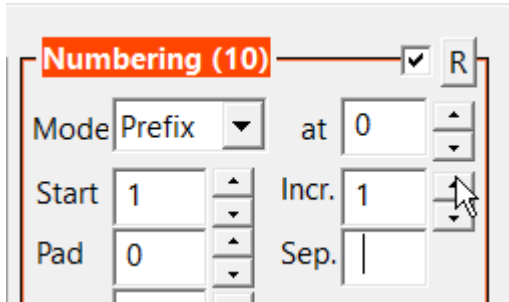 Numbering (10) R
Mode Prefix at 0
Start 1 Incr. 1
Pad 0 Sep.